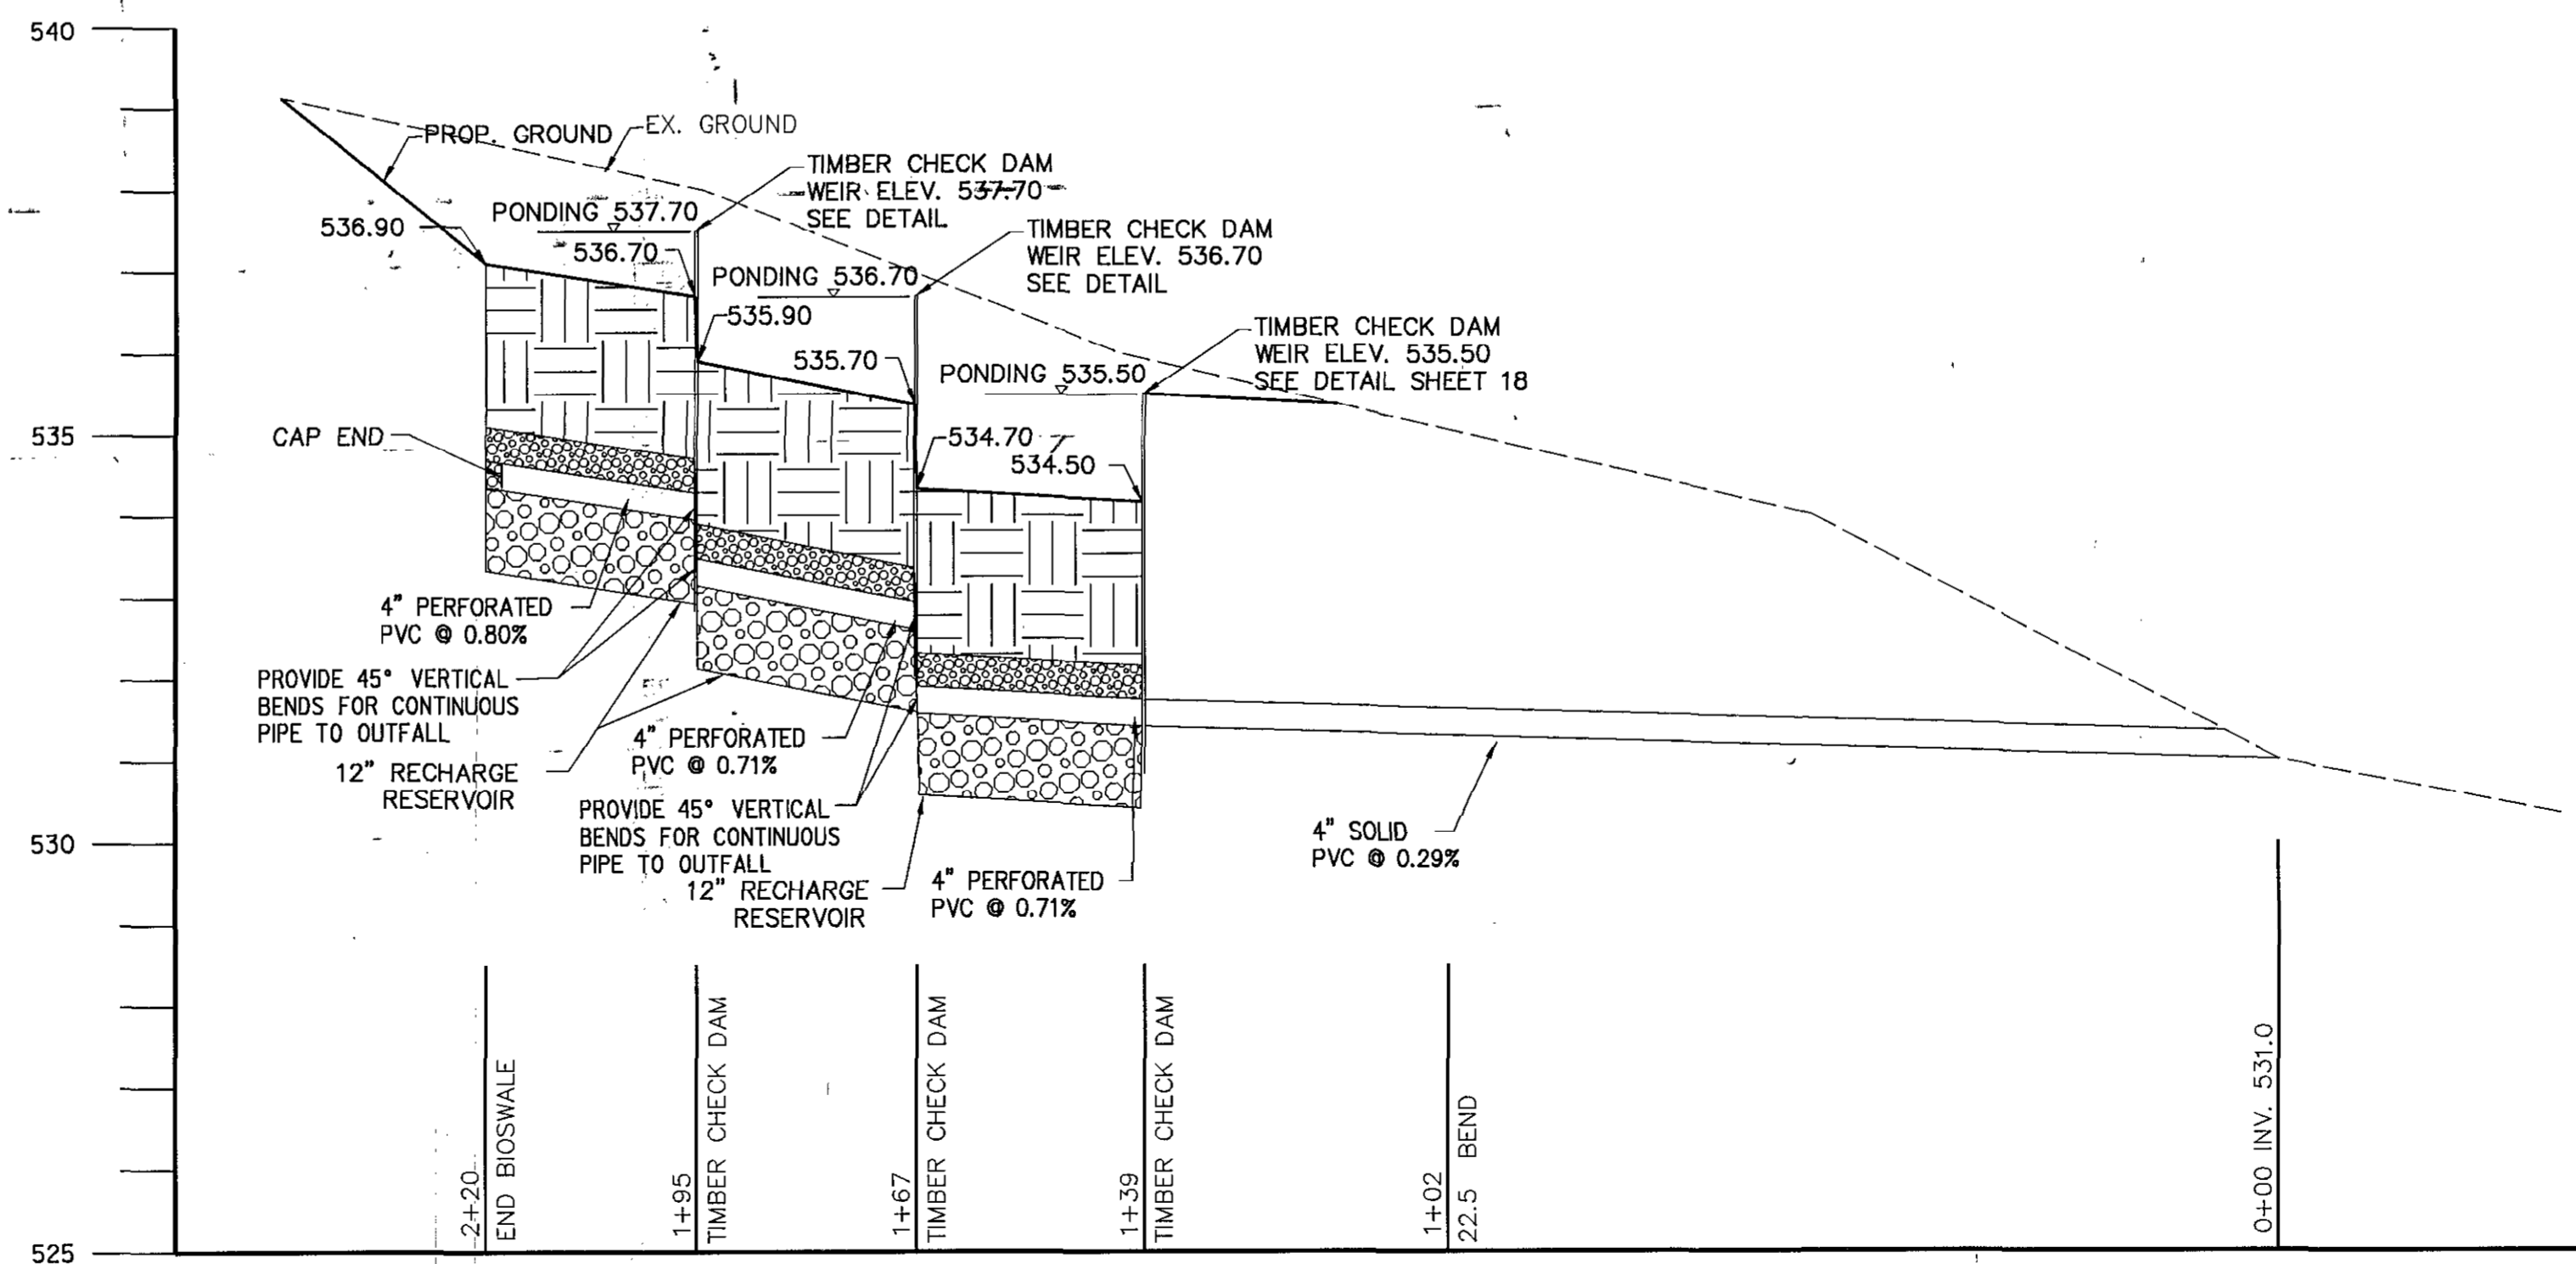 540
PROP. GROUND
EX. GROUND
TIMBER CHECK DAM
WEIR ELEV. 537.70
SEE DETAIL
PONDING 537.70
536.90
536.70
TIMBER CHECK DAM
WEIR ELEV. 536.70
SEE DETAIL
PONDING 536.70
535.90
TIMBER CHECK DAM
WEIR ELEV. 535.50
SEE DETAIL SHEET 18
535.70
PONDING 535.50
535
CAP END
534.70
534.50
4" PERFORATED
PVC @ 0.80%
PROVIDE 45° VERTICAL
BENDS FOR CONTINUOUS
PIPE TO OUTFALL
4" PERFORATED
PVC @ 0.71%
12" RECHARGE
RESERVOIR
PROVIDE 45° VERTICAL
BENDS FOR CONTINUOUS
PIPE TO OUTFALL
4" SOLID
PVC @ 0.29%
530
12" RECHARGE
RESERVOIR
4" PERFORATED
PVC @ 0.71%
2+20
END BIOSWALE
1+95
TIMBER CHECK DAM
1+67
TIMBER CHECK DAM
1+39
TIMBER CHECK DAM
1+02
22.5 BEND
0+00 INV. 531.0
525